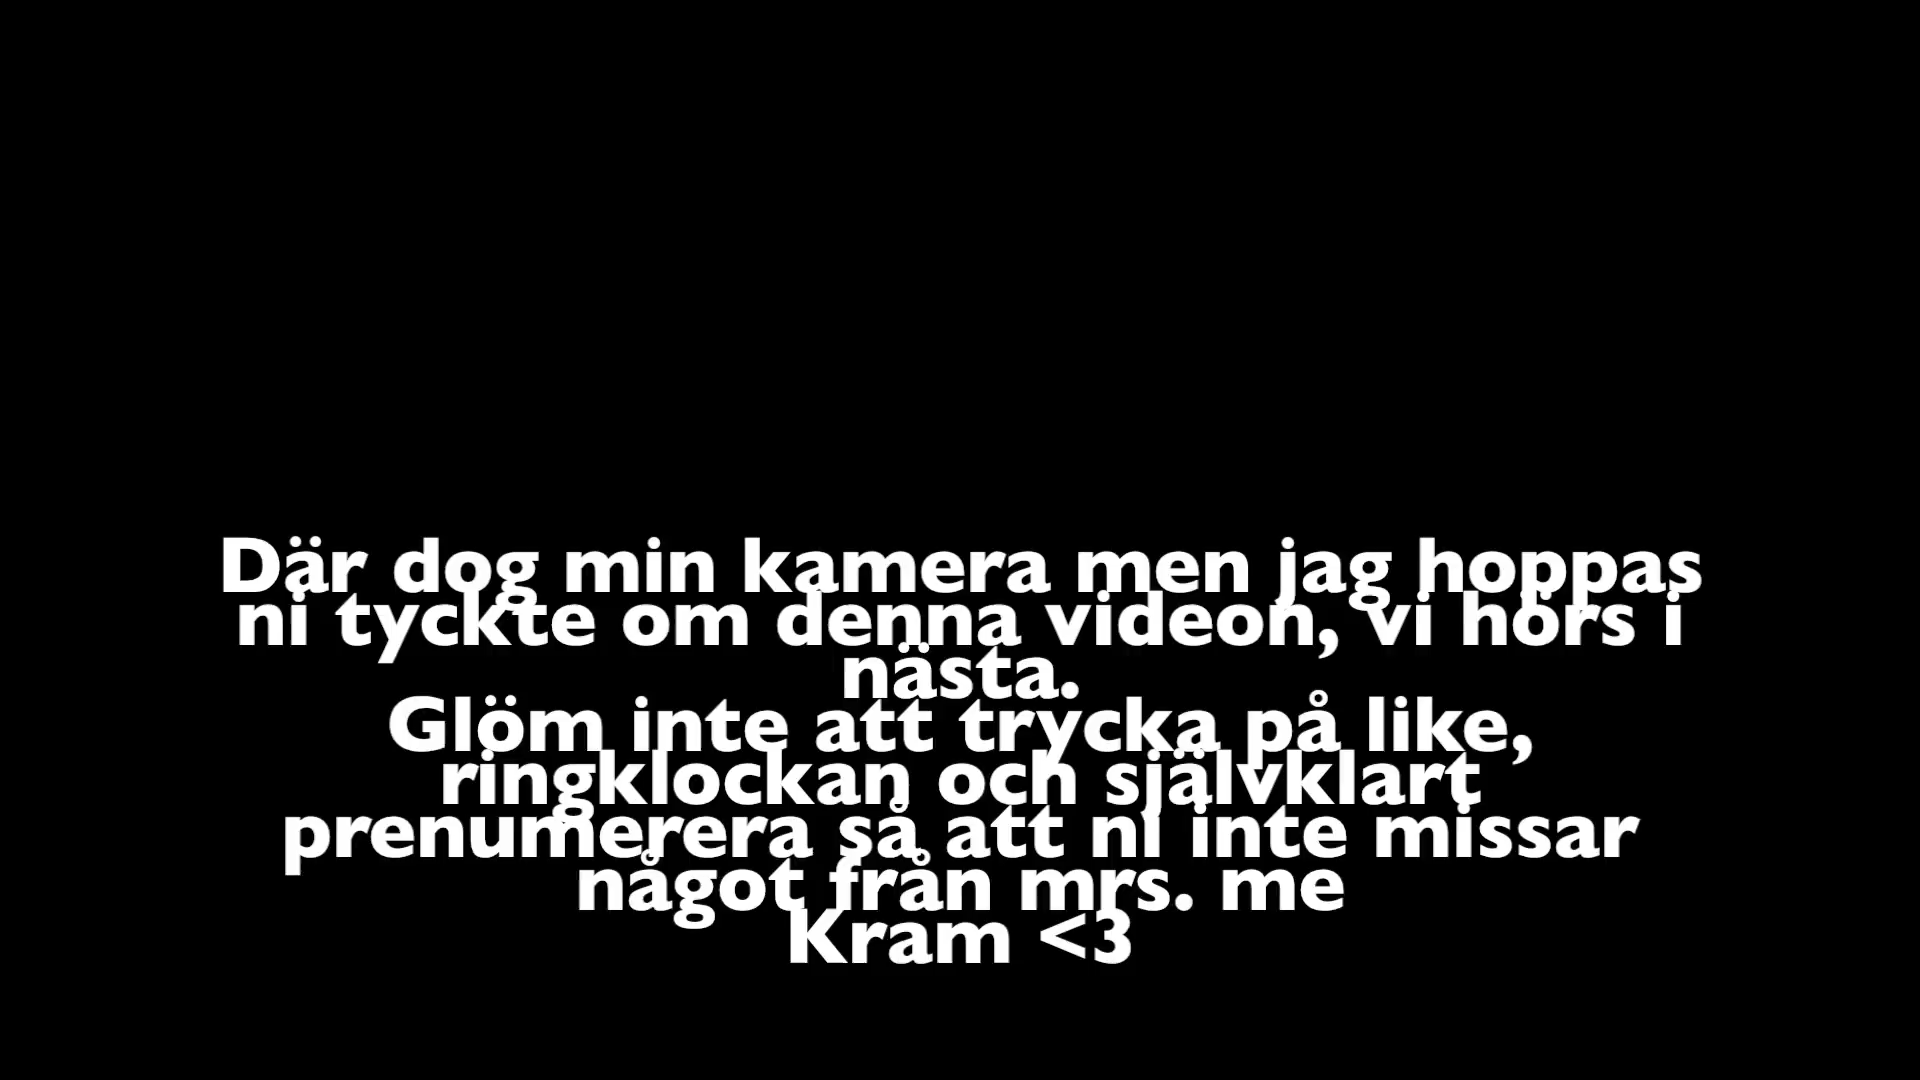 Där dog min kamera men jag hoppas
ni tyckte om denna videon, vi hörs i
nästa.
Glöm inte att trycka på like,
ringklockan och självklart
prenumerera så att ni inte missar
något från mrs. me
Kram <3